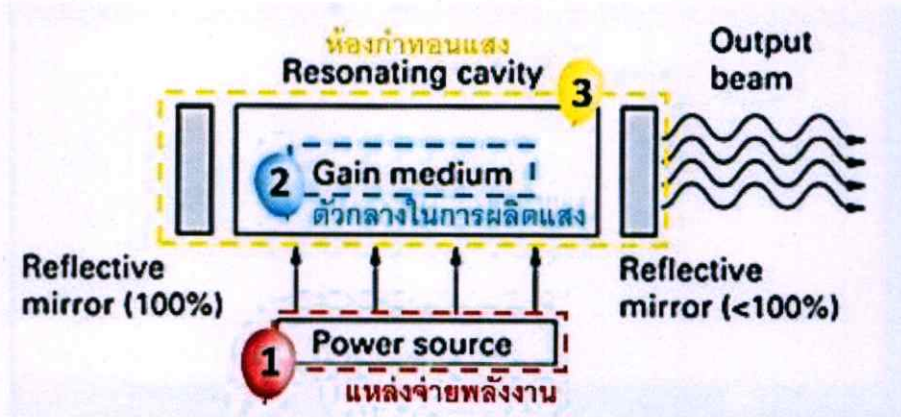 ห้องกำทอนแสง
Resonating cavity
3
Output
beam
2
Gain medium
ตัวกลางในการผลิตแสง
Reflective
mirror (100%)
Reflective
mirror (<100%)
1
Power source
แหล่งจ่ายพลังงาน